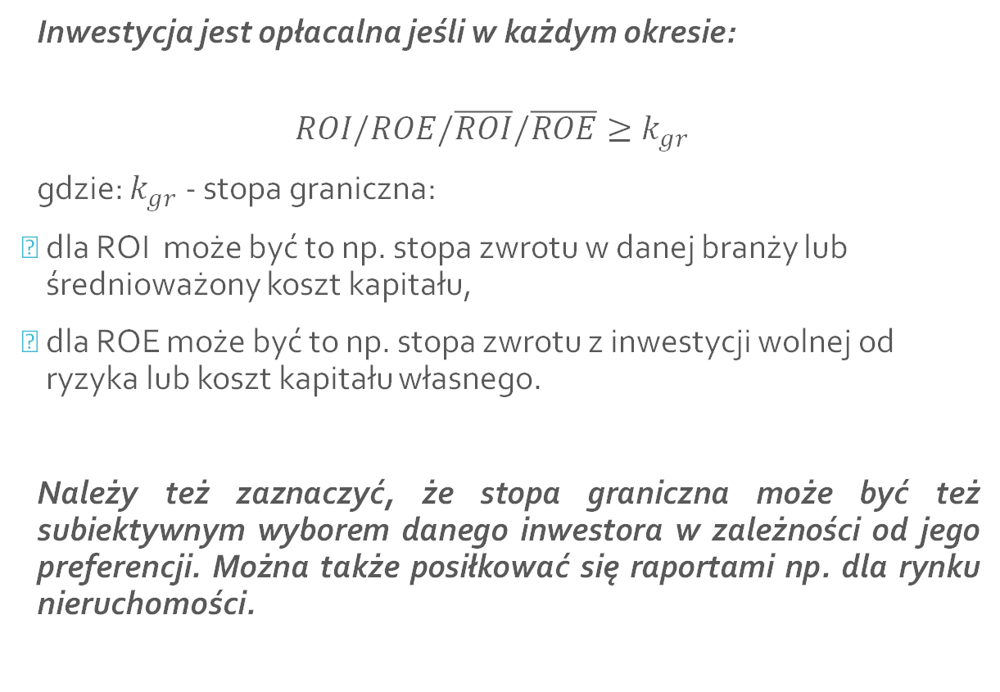 Inwestycja jest opłacalna jeśli w każdym okresie:
𝑅𝑂𝐼/𝑅𝑂𝐸/\overline{𝑅𝑂𝐼}/\overline{𝑅𝑂𝐸} ≥ 𝑘_{𝑔𝑟}
gdzie: 𝑘_{𝑔𝑟} - stopa graniczna:
dla ROI może być to np. stopa zwrotu w danej branży lub
średnioważony koszt kapitału,
dla ROE może być to np. stopa zwrotu z inwestycji wolnej od
ryzyka lub koszt kapitału własnego.
Należy też zaznaczyć, że stopa graniczna może być też
subiektywnym wyborem danego inwestora w zależności od jego
preferencji. Można także posiłkować się raportami np. dla rynku
nieruchomości.